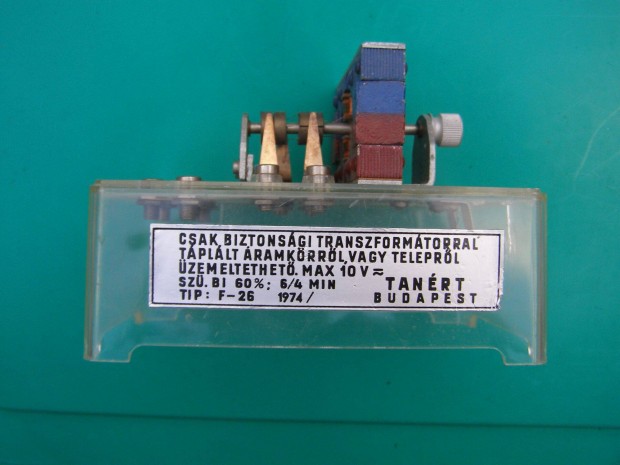 CSAK BIZTONSÁGI TRANSZFORMÁTORRAL
TÁPLÁLT ÁRAMKÖRRŐL, VAGY TELEPRŐL
ÜZEMELTETHETŐ. MAX 10 V ≂
SZÜ. BI 60%: 6/4 MIN TANÉRT
TIP: F-26 1974/ BUDAPEST